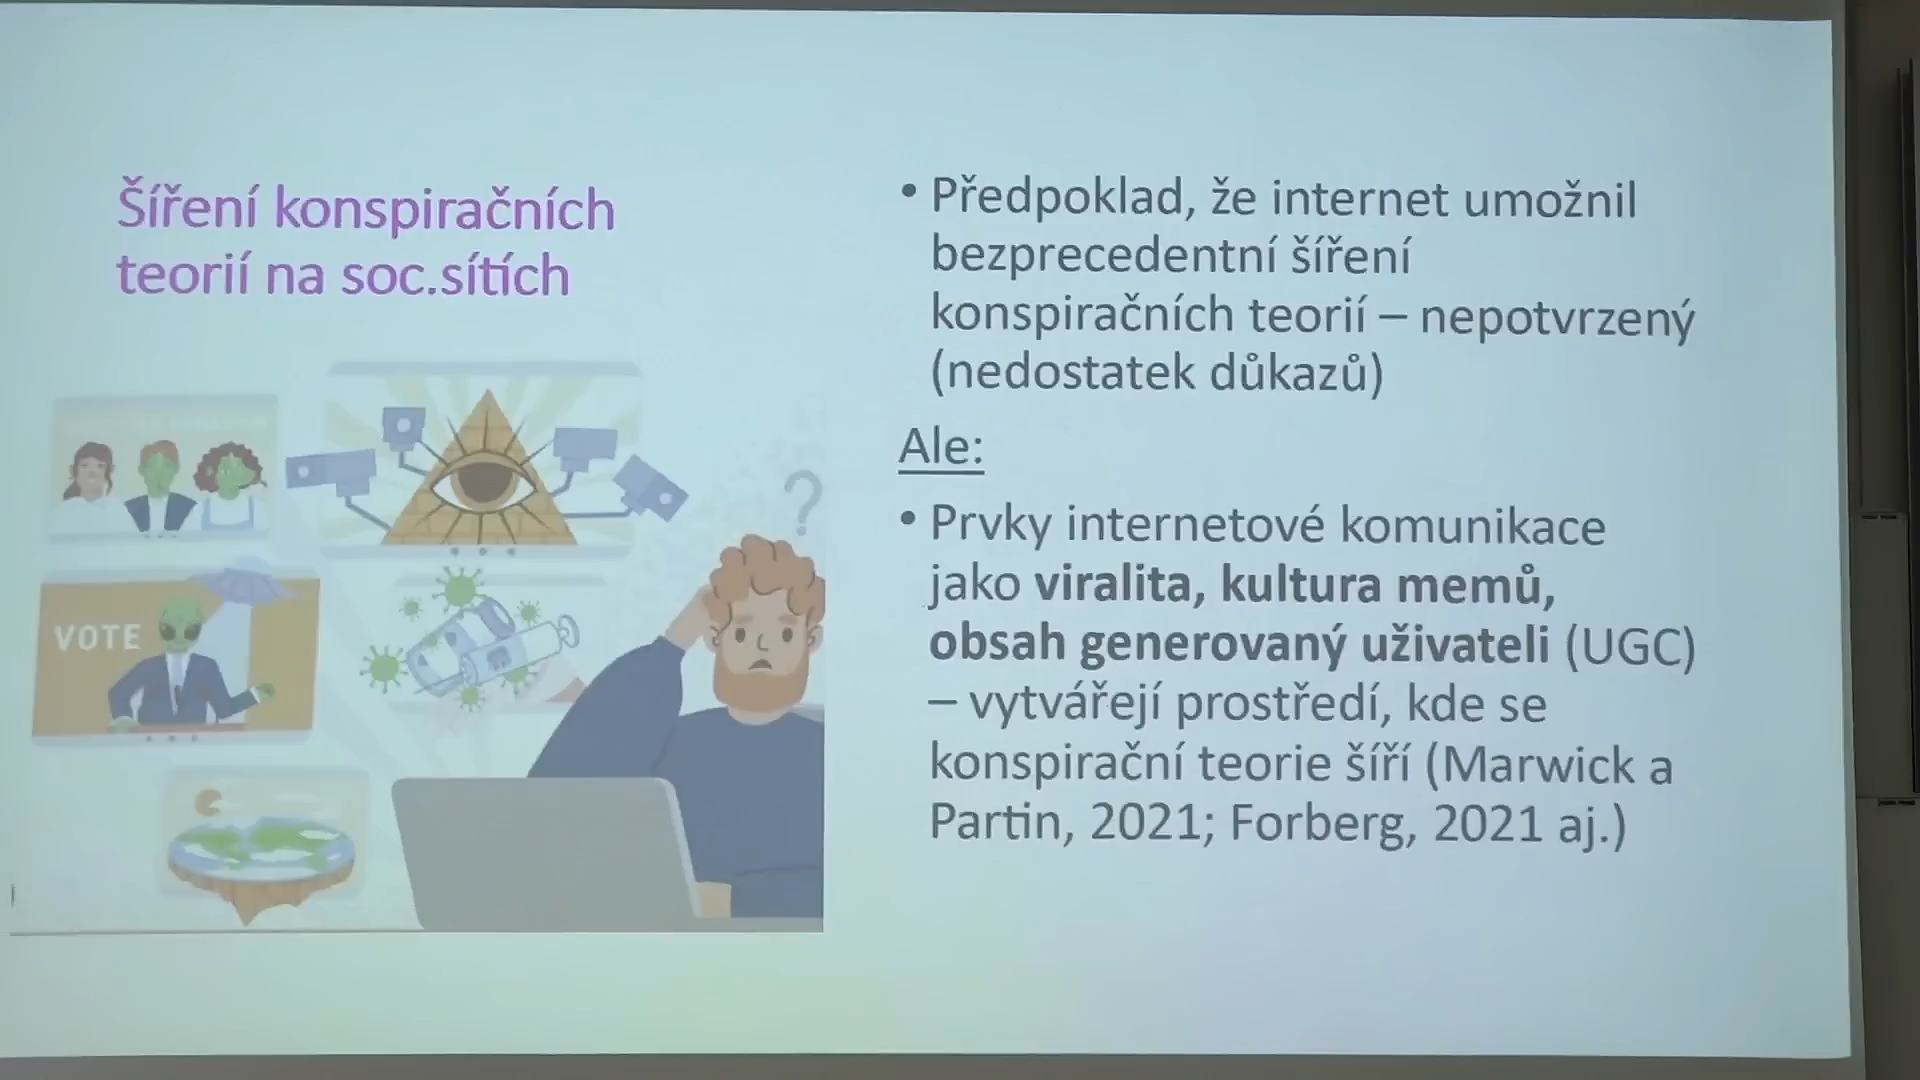 Šíření konspiračních
teorií na soc.sítích
VOTE
?
• Předpoklad, že internet umožnil
bezprecedentní šíření
konspiračních teorií – nepotvrzený
(nedostatek důkazů)
Ale:
• Prvky internetové komunikace
jako viralita, kultura memů,
obsah generovaný uživateli (UGC)
– vytvářejí prostředí, kde se
konspirační teorie šíří (Marwick a
Partin, 2021; Forberg, 2021 aj.)